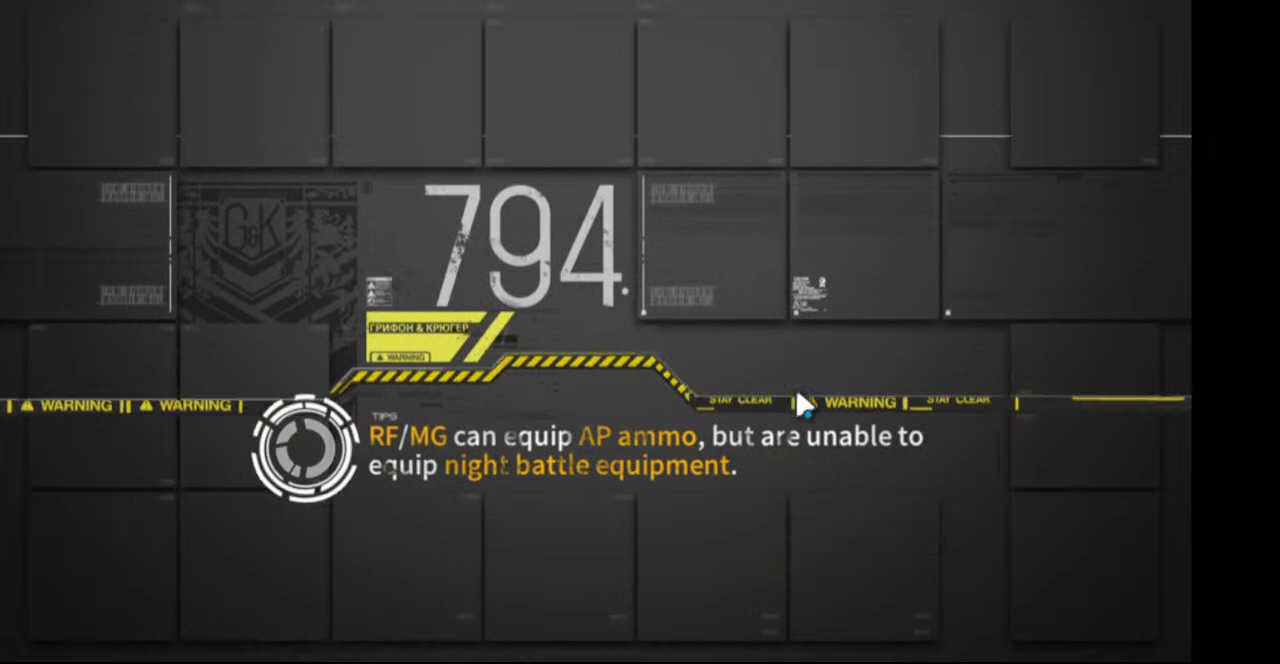 G&K
794.
ГРИФОН & КРЮГЕР
WARNING
WARNING WARNING STAY CLEAR WARNING STAY CLEAR
TIPS
RF/MG can equip AP ammo, but are unable to
equip night battle equipment.